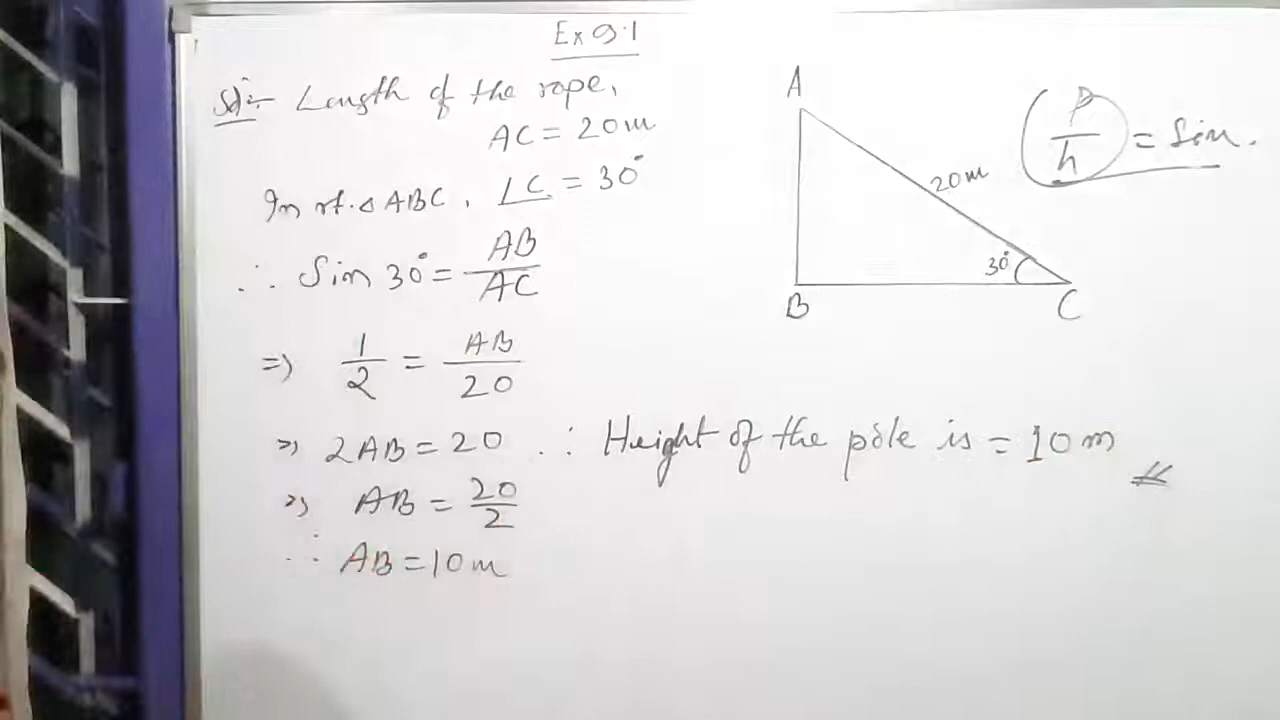 Ex 9.1
Sol:- Length of the rope,
AC = 20m
In rt. △ ABC, ∠C = 30°
∴ Sin 30° = AB/AC
=> 1/2 = AB/20
=> 2AB = 20
=> AB = 20/2
∴ AB = 10m
∴ Height of the pole is = 10m
A
20m
30°
B
C
p/h = Sin.